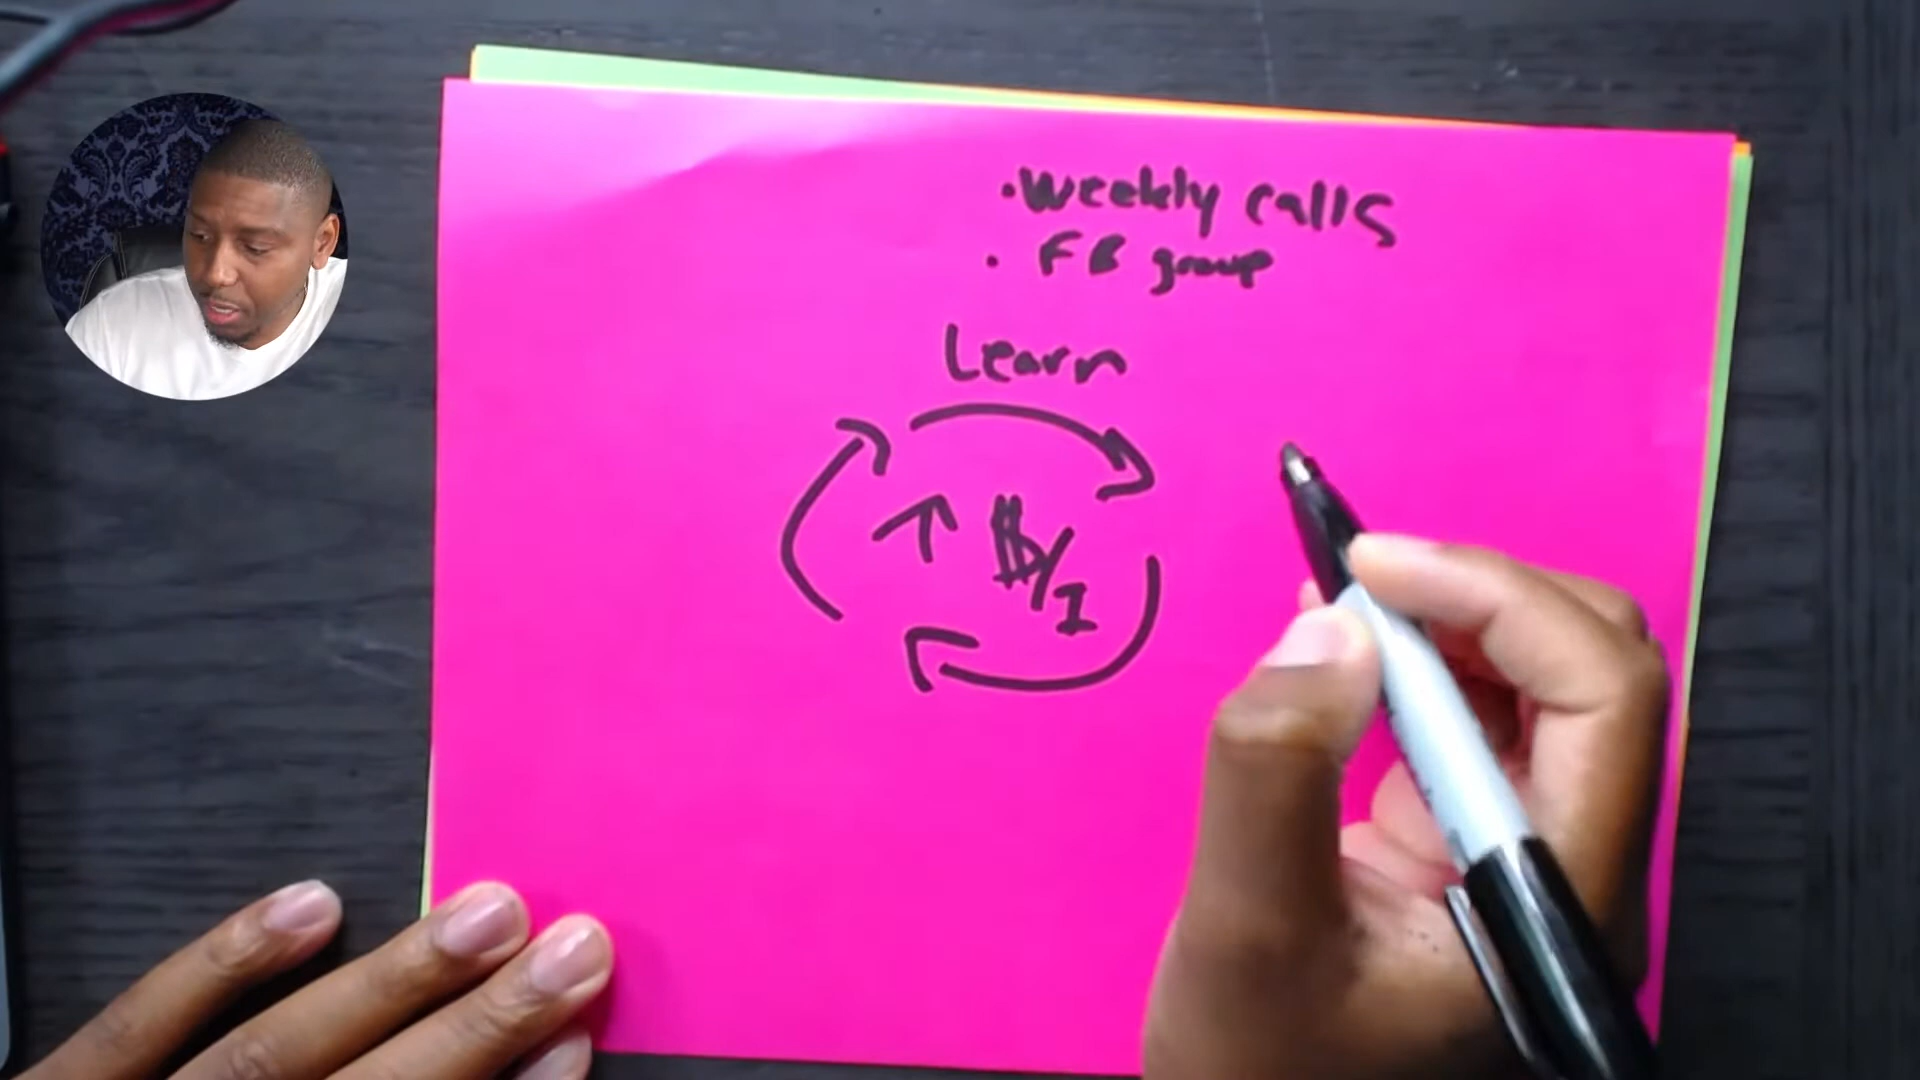 • Weekly calls
• FB group
Learn
↑ $/I